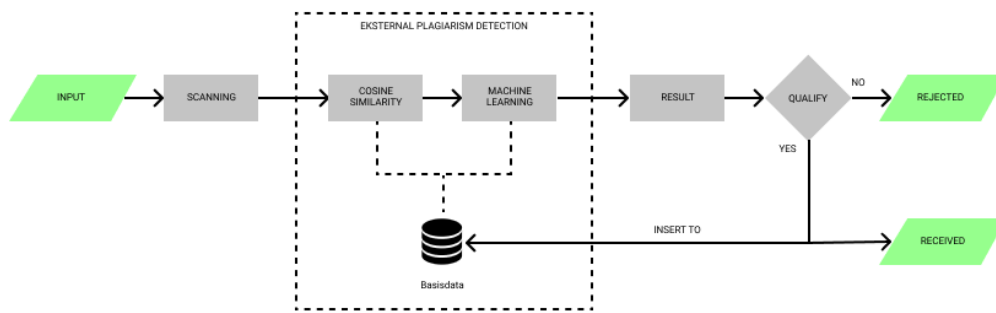 EKSTERNAL PLAGIARISM DETECTION
INPUT
SCANNING
COSINE
SIMILARITY
MACHINE
LEARNING
RESULT
QUALIFY
NO
REJECTED
YES
INSERT TO
RECEIVED
Basisdata